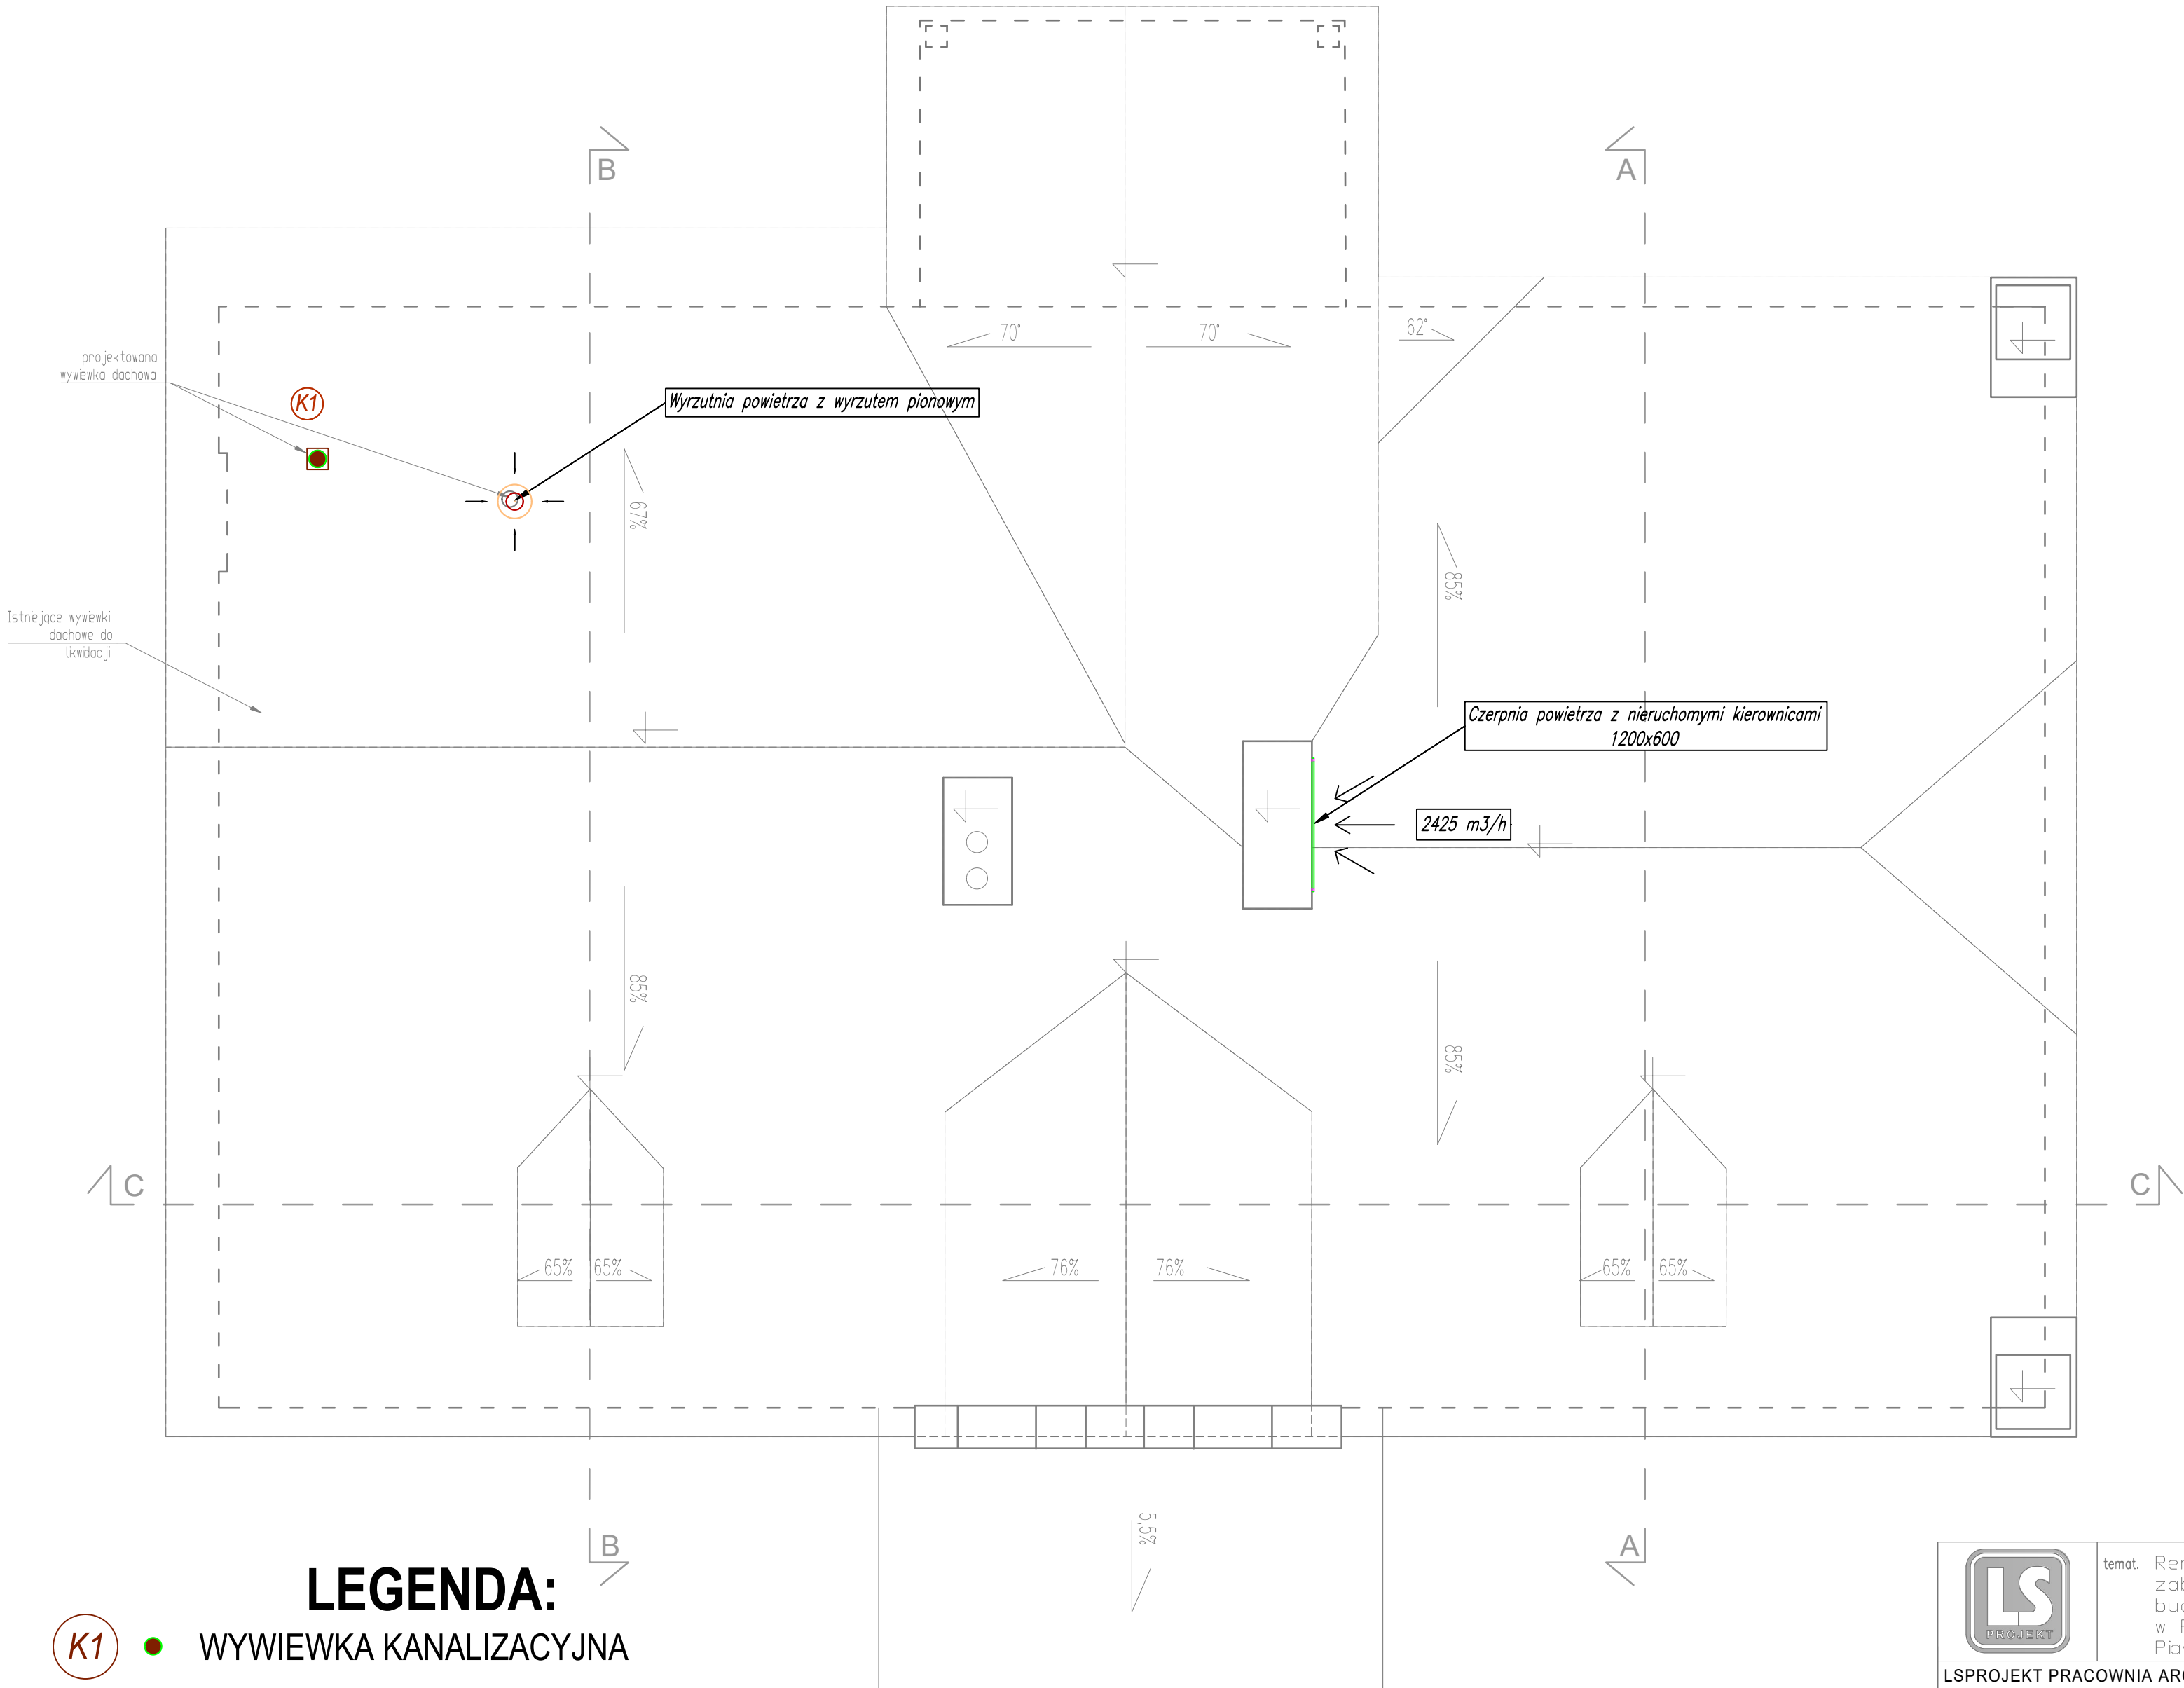 B
A
70°
70°
62°
projektowana
wywiewka dachowa
K1
Wyrzutnia powietrza z wyrzutem pionowym
67%
85%
Istniejące wywiewki
dachowe do
likwidacji
Czerpnia powietrza z nieruchomymi kierownicami
1200x600
2425 m3/h
85%
85%
C
C
65%
65%
76%
76%
65%
65%
5,5%
B
A
LEGENDA:
K1
WYWIEWKA KANALIZACYJNA
LS
PROJEKT
temat.
w
LSPROJEKT PRACOWNIA